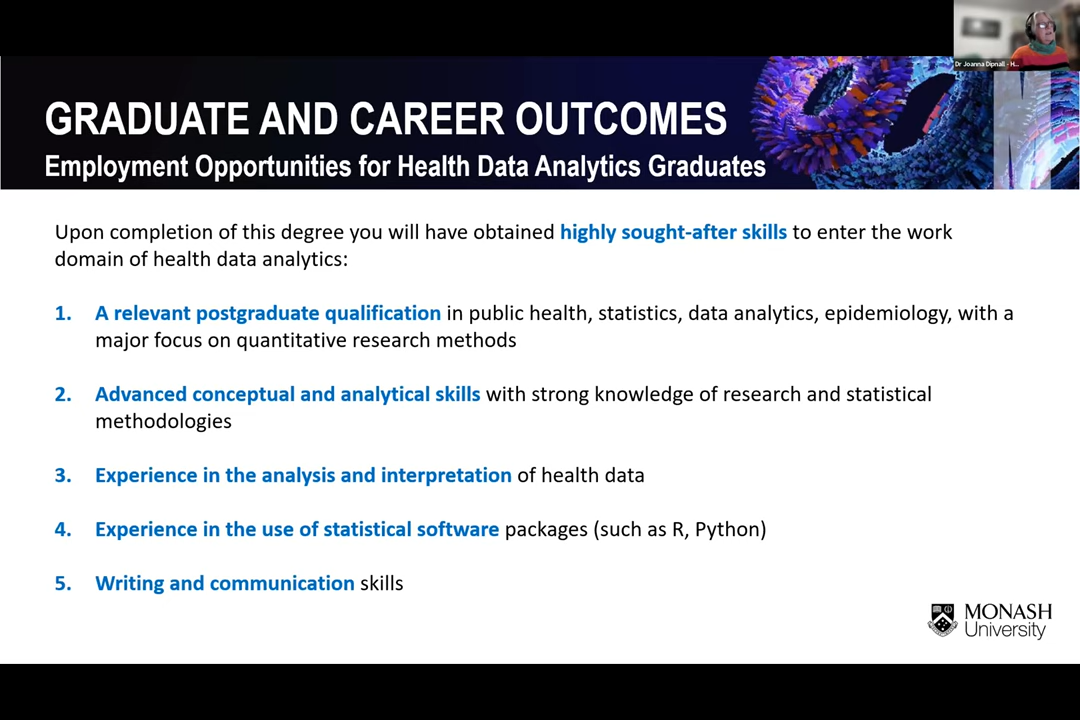 Dr Joanna Dipnall - H...
GRADUATE AND CAREER OUTCOMES
Employment Opportunities for Health Data Analytics Graduates
Upon completion of this degree you will have obtained highly sought-after skills to enter the work
domain of health data analytics:
1. A relevant postgraduate qualification in public health, statistics, data analytics, epidemiology, with a
major focus on quantitative research methods
2. Advanced conceptual and analytical skills with strong knowledge of research and statistical
methodologies
3. Experience in the analysis and interpretation of health data
4. Experience in the use of statistical software packages (such as R, Python)
5. Writing and communication skills
MONASH
University